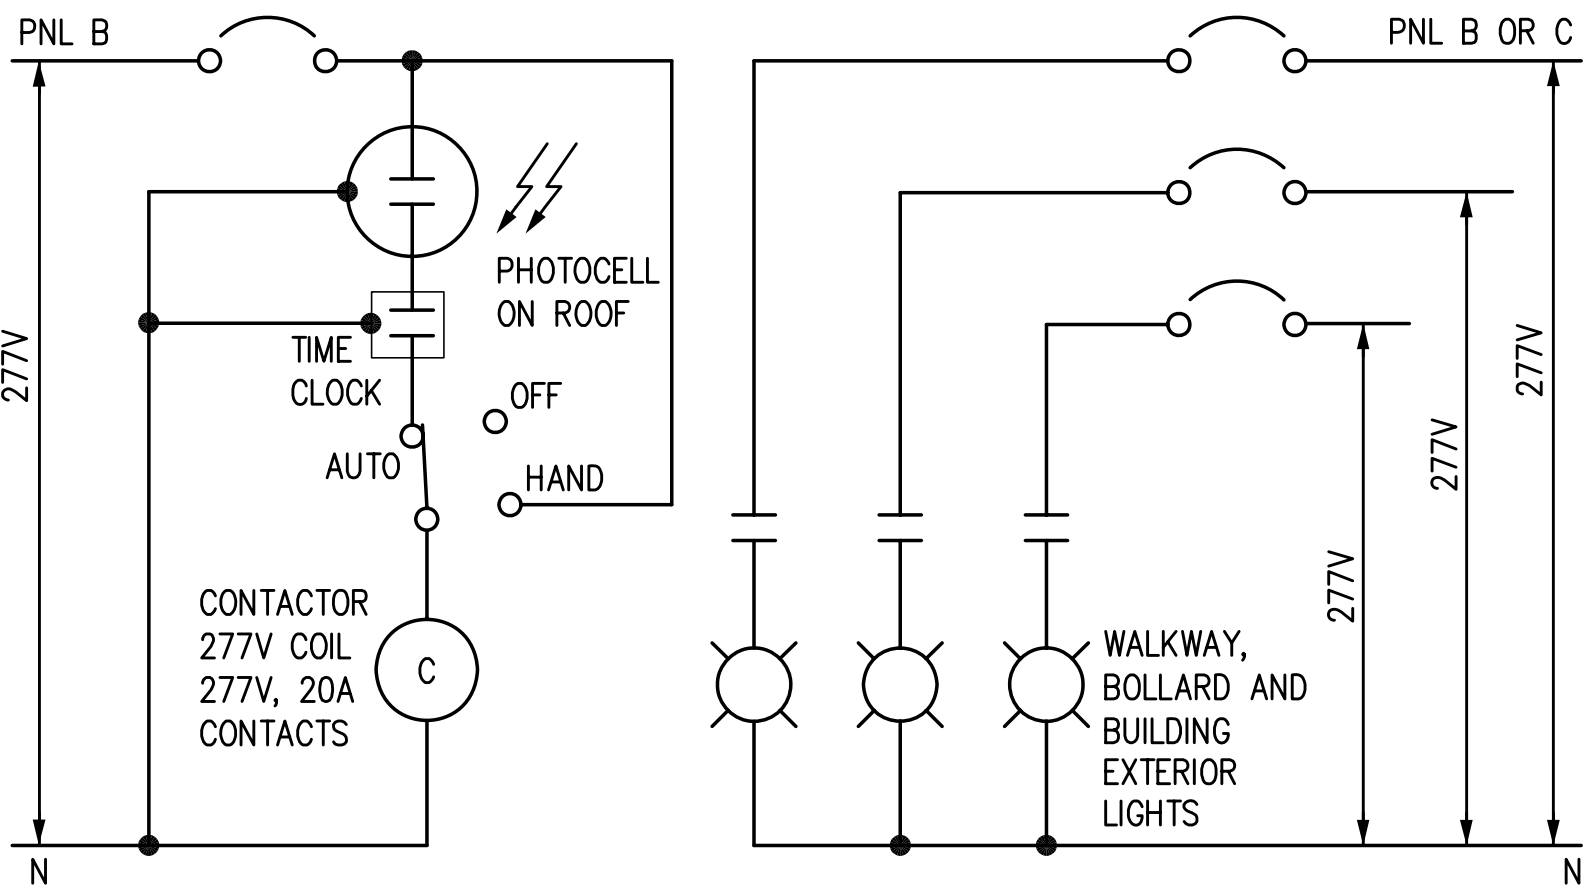 PNL B
PNL B OR C
PHOTOCELL
ON ROOF
TIME
CLOCK
277V
OFF
AUTO
HAND
277V
277V
277V
CONTACTOR
277V COIL
277V, 20A
CONTACTS
C
WALKWAY,
BOLLARD AND
BUILDING
EXTERIOR
LIGHTS
N
N